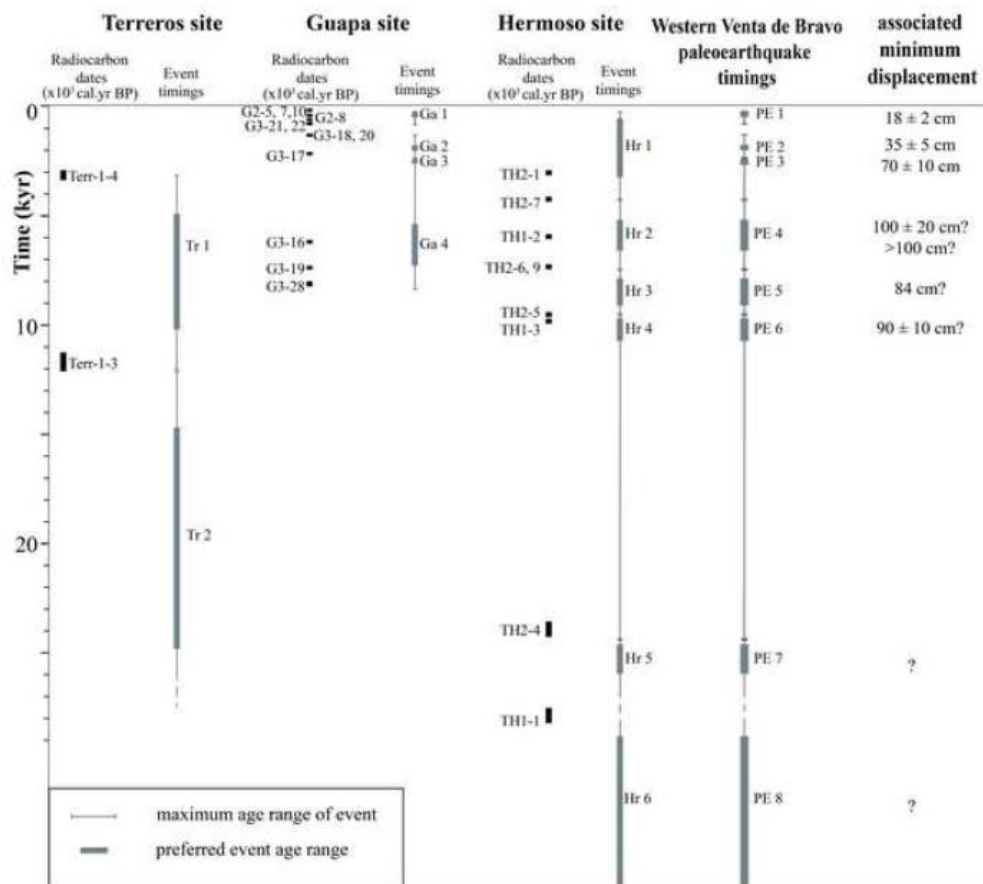 Terreros site
Guapa site
Hermoso site
Western Venta de Bravo
paleoearthquake
timings
associated
minimum
displacement
Radiocarbon
dates
(x10³ cal.yr BP)
Event
timings
Radiocarbon
dates
(x10³ cal.yr BP)
Event
timings
Radiocarbon
dates
(x10³ cal.yr BP)
Event
timings
Time (kyr)
0
10
20
Terr-1-4
Terr-1-3
Tr 1
Tr 2
G2-5, 7,10
G2-8
G3-21, 22
G3-18, 20
G3-17
G3-16
G3-19
G3-28
Ga 1
Ga 2
Ga 3
Ga 4
TH2-1
TH2-7
TH1-2
TH2-6, 9
TH2-5
TH1-3
TH2-4
TH1-1
Hr 1
Hr 2
Hr 3
Hr 4
Hr 5
Hr 6
PE 1
PE 2
PE 3
PE 4
PE 5
PE 6
PE 7
PE 8
18 ± 2 cm
35 ± 5 cm
70 ± 10 cm
100 ± 20 cm?
>100 cm?
84 cm?
90 ± 10 cm?
?
?
maximum age range of event
preferred event age range